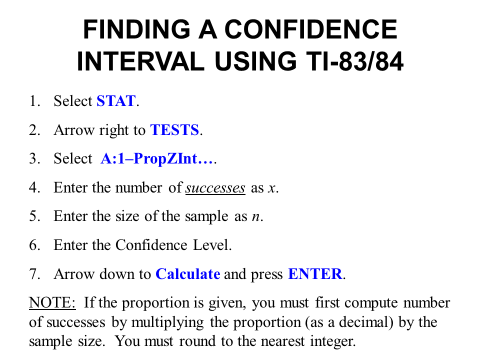 FINDING A CONFIDENCE
INTERVAL USING TI-83/84
1. Select STAT.
2. Arrow right to TESTS.
3. Select A:1–PropZInt….
4. Enter the number of successes as x.
5. Enter the size of the sample as n.
6. Enter the Confidence Level.
7. Arrow down to Calculate and press ENTER.
NOTE: If the proportion is given, you must first compute number
of successes by multiplying the proportion (as a decimal) by the
sample size. You must round to the nearest integer.